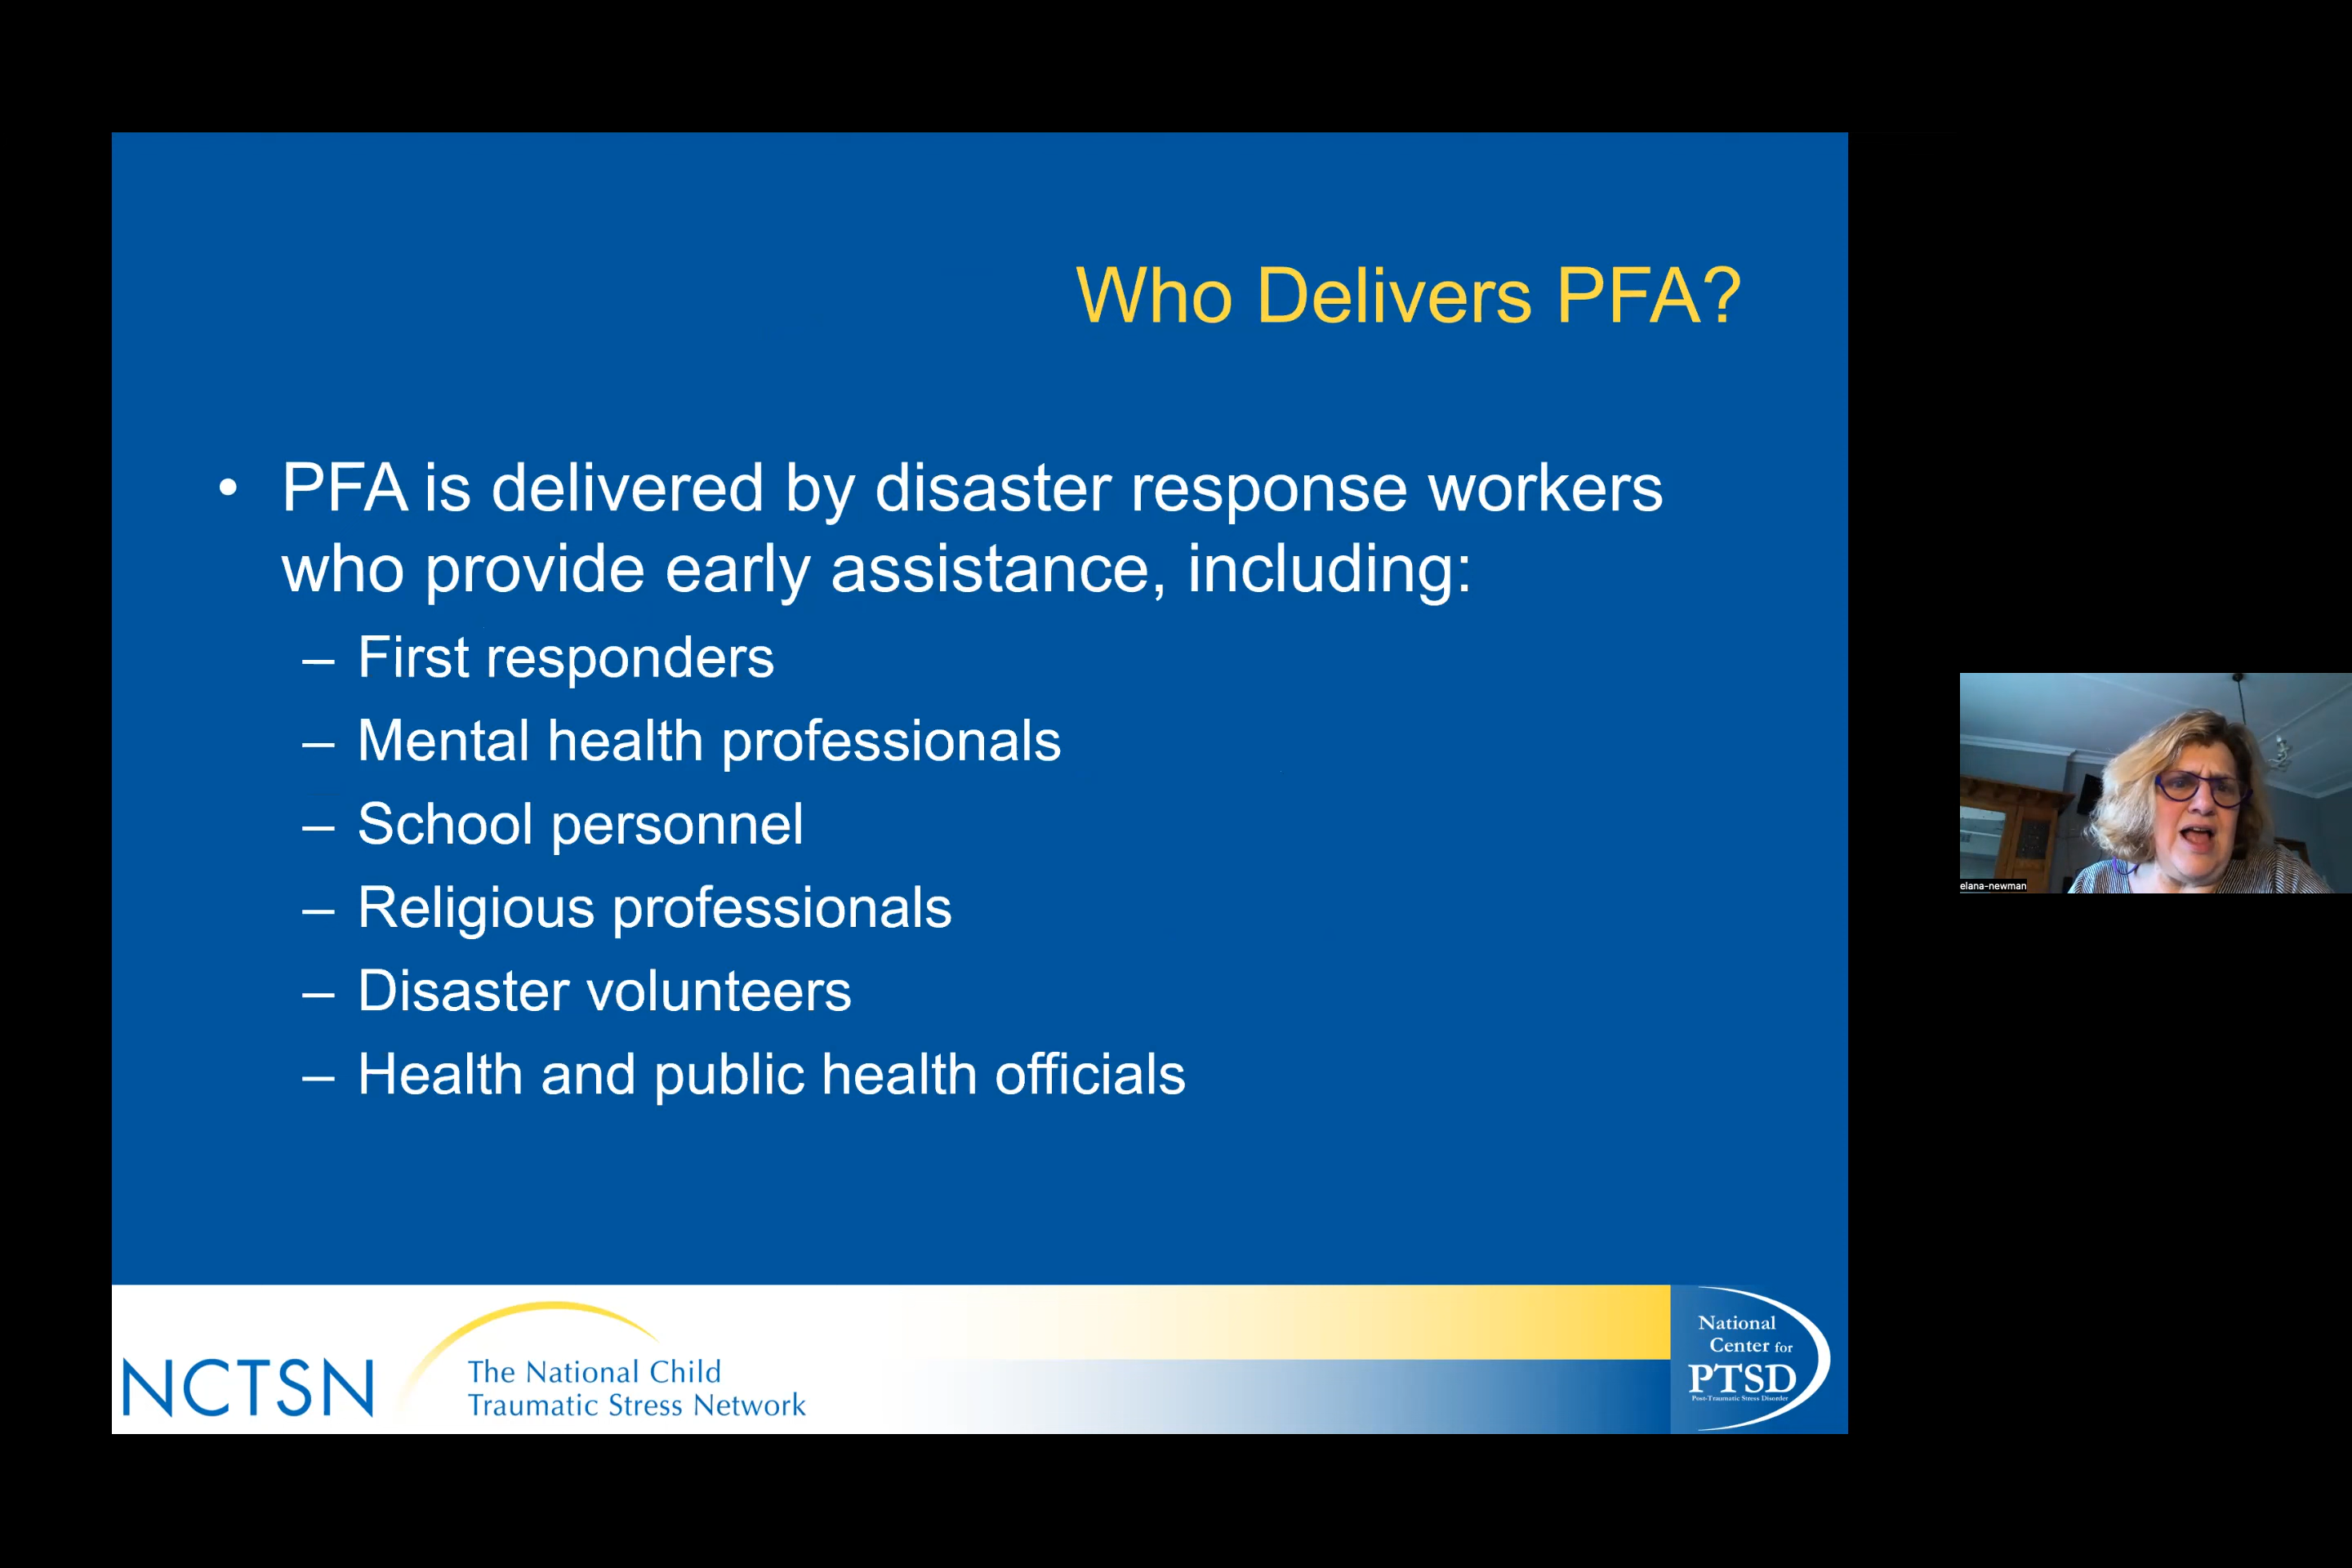 Who Delivers PFA?
• PFA is delivered by disaster response workers
who provide early assistance, including:
– First responders
– Mental health professionals
– School personnel
– Religious professionals
– Disaster volunteers
– Health and public health officials
elana-newman
NCTSN
The National Child
Traumatic Stress Network
National
Center for
PTSD
Post-Traumatic Stress Disorder